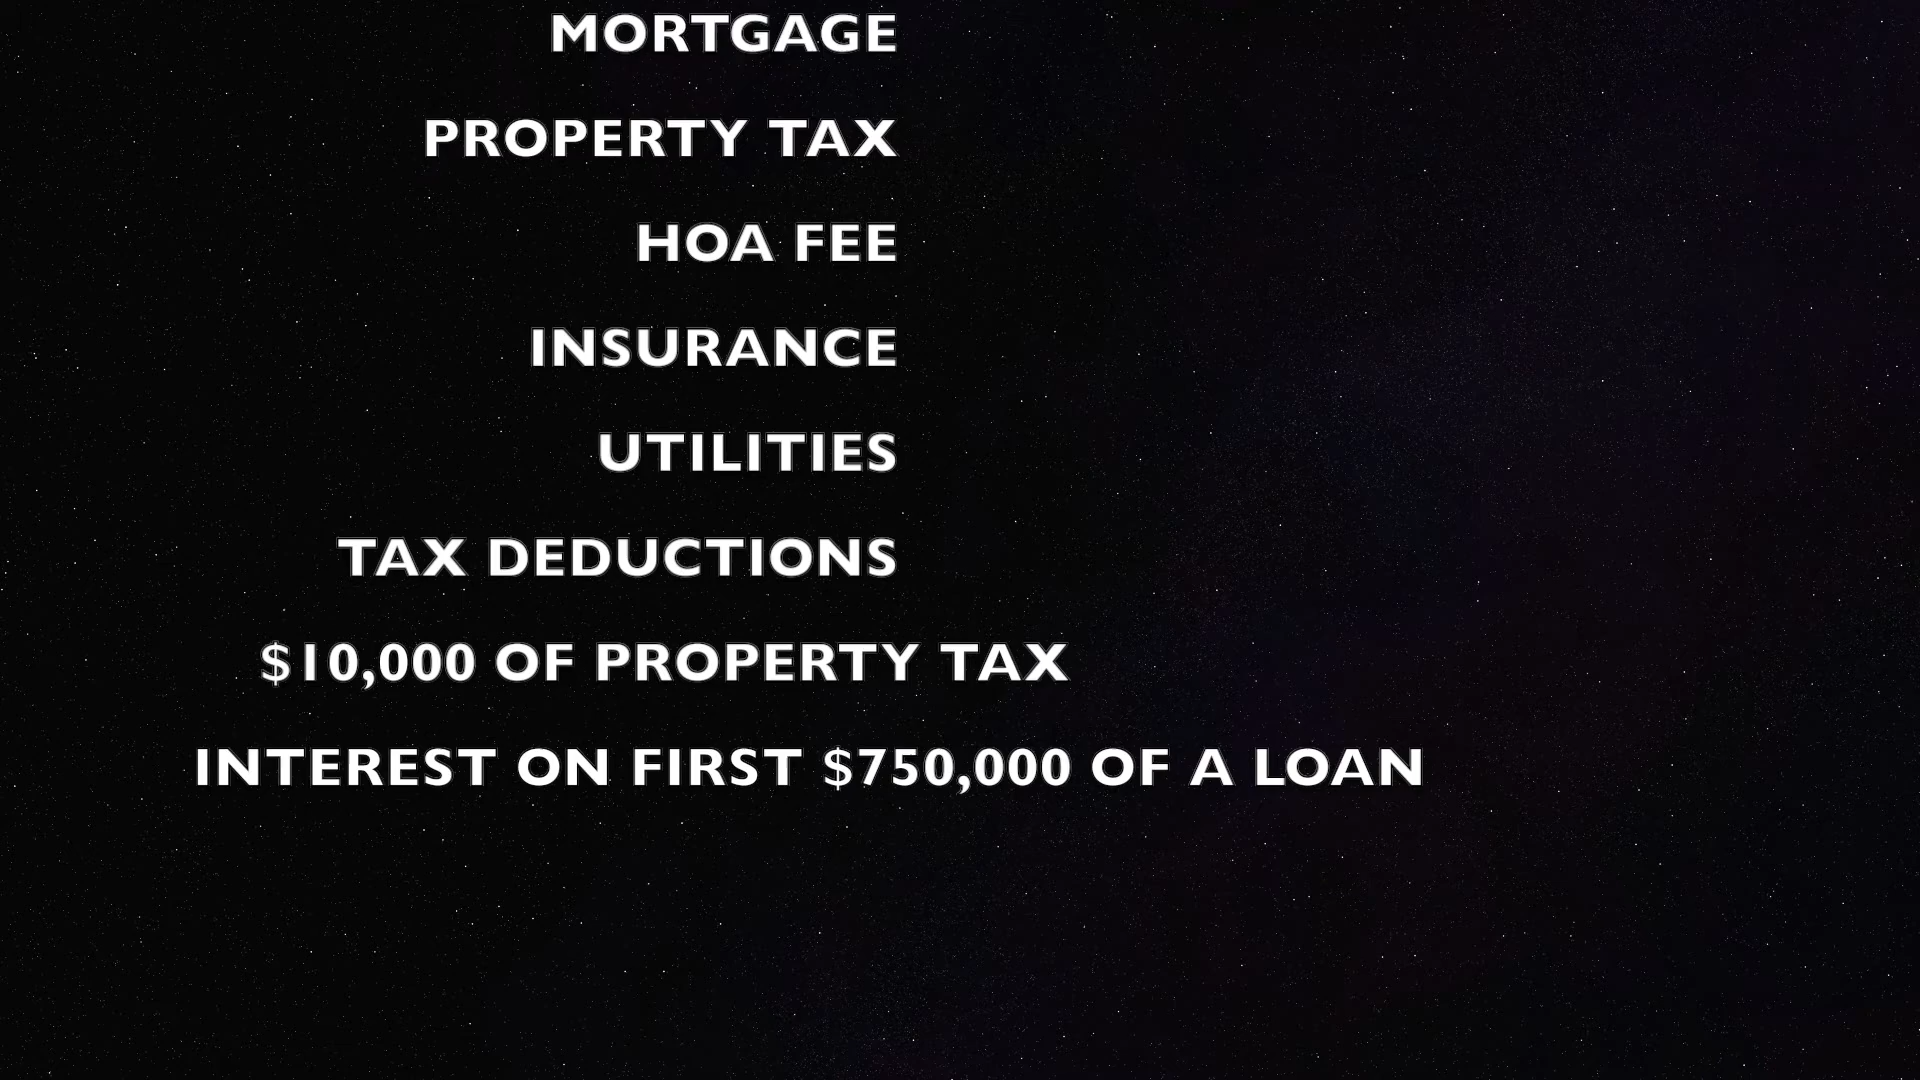 MORTGAGE
PROPERTY TAX
HOA FEE
INSURANCE
UTILITIES
TAX DEDUCTIONS
$10,000 OF PROPERTY TAX
INTEREST ON FIRST $750,000 OF A LOAN